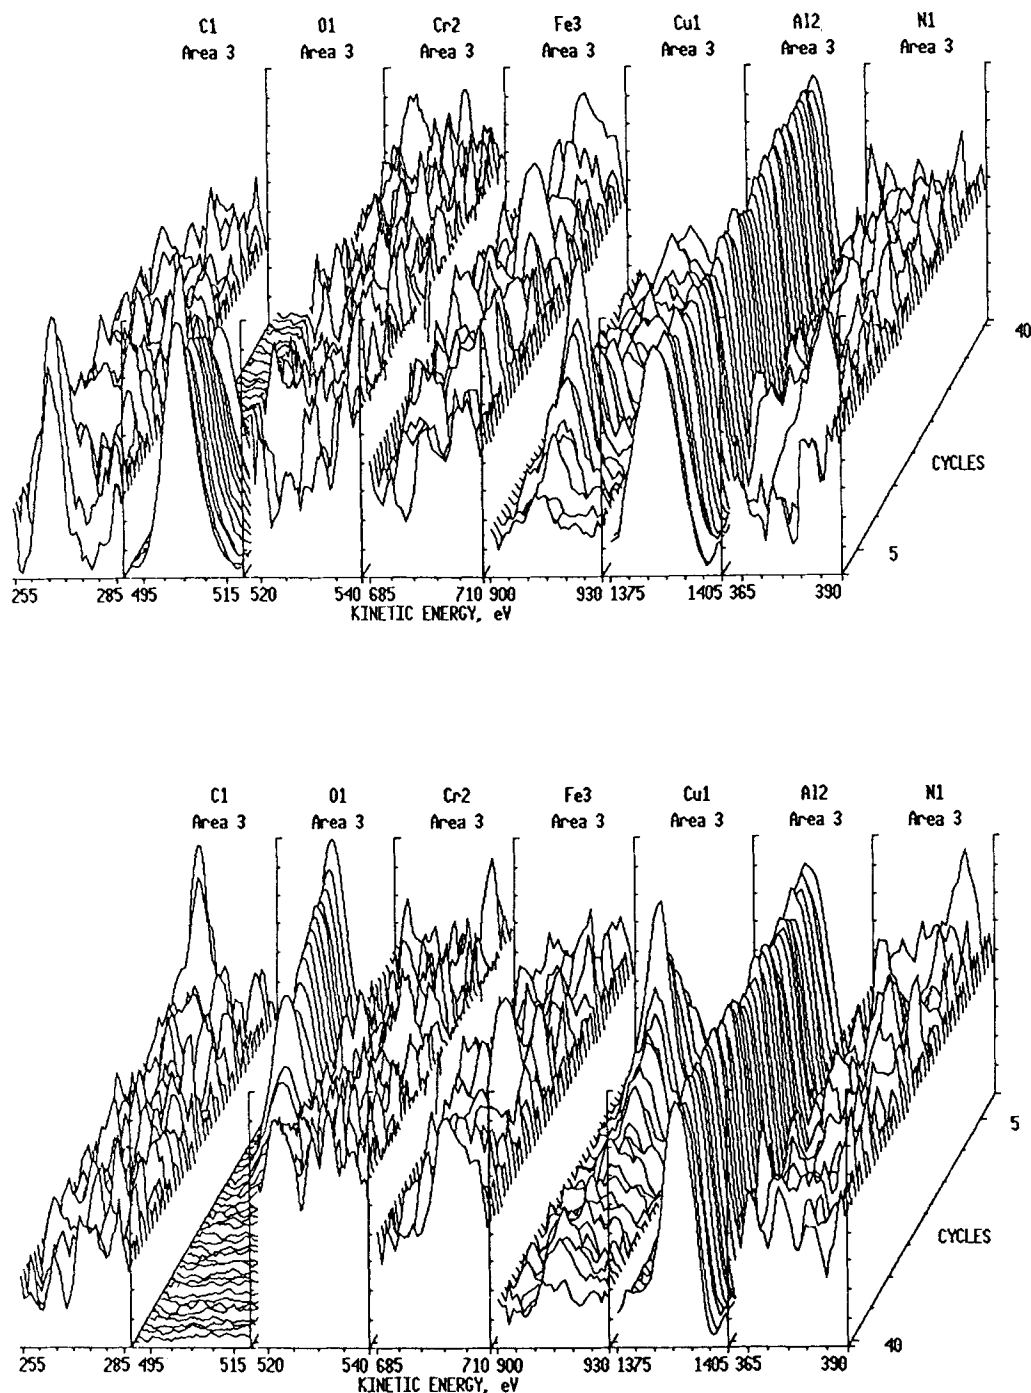 C1 O1 Cr2 Fe3 Cu1 Al2 N1
Area 3 Area 3 Area 3 Area 3 Area 3 Area 3 Area 3
40
CYCLES
5
255 285 495 515 520 540 685 710 900 930 1375 1405 365 390
KINETIC ENERGY, eV
C1 O1 Cr2 Fe3 Cu1 Al2 N1
Area 3 Area 3 Area 3 Area 3 Area 3 Area 3 Area 3
5
CYCLES
40
255 285 495 515 520 540 685 710 900 930 1375 1405 365 390
KINETIC ENERGY, eV